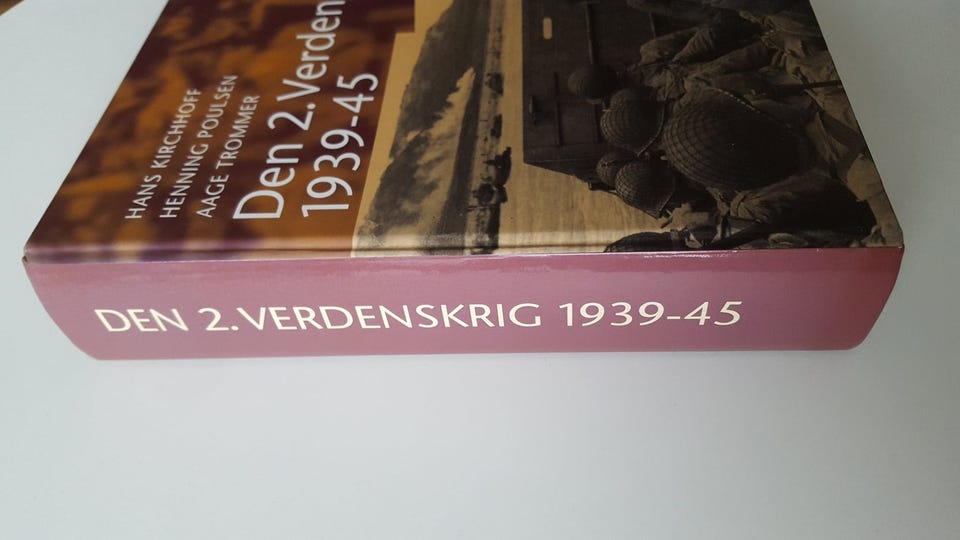 HANS KIRCHHOFF
HENNING POULSEN
AAGE TROMMER
Den 2. Verden
1939-45
DEN 2. VERDENSKRIG 1939-45